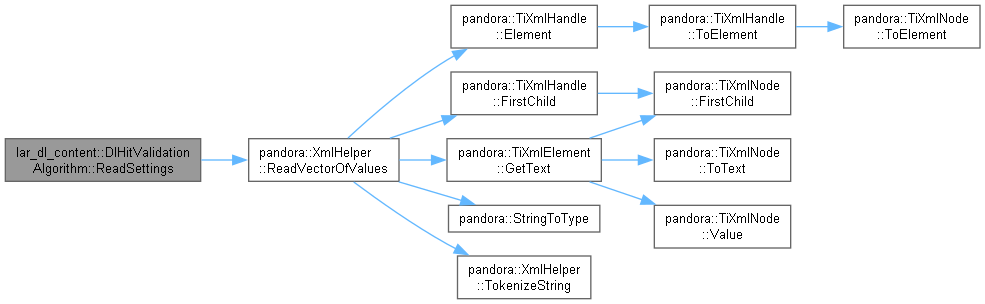 lar_dl_content::DlHitValidation
Algorithm::ReadSettings
pandora::XmlHelper
::ReadVectorOfValues
pandora::TiXmlHandle
::Element
pandora::TiXmlHandle
::ToElement
pandora::TiXmlNode
::ToElement
pandora::TiXmlHandle
::FirstChild
pandora::TiXmlNode
::FirstChild
pandora::TiXmlElement
::GetText
pandora::TiXmlNode
::ToText
pandora::TiXmlNode
::Value
pandora::StringToType
pandora::XmlHelper
::TokenizeString